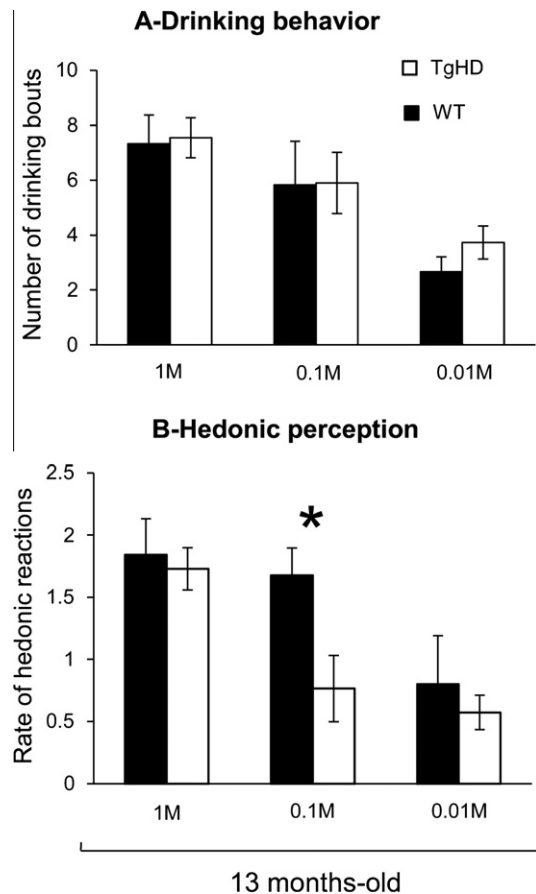 A-Drinking behavior
TgHD
WT
Number of drinking bouts
10
8
6
4
2
0
1M 0.1M 0.01M
B-Hedonic perception
Rate of hedonic reactions
2.5
2
1.5
1
0.5
0
*
1M 0.1M 0.01M
13 months-old